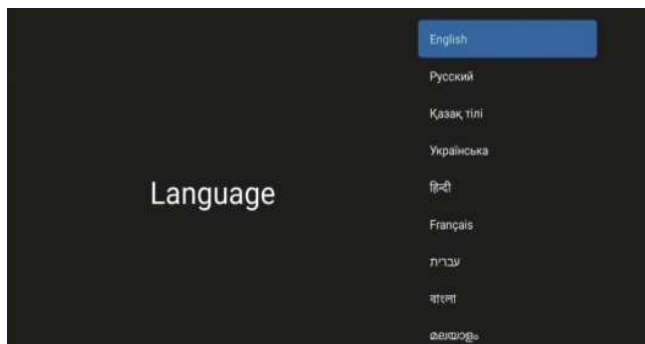 Language
English
Русский
Қазақ тілі
Українська
हिन्दी
Français
עברית
বাংলা
മലയാളം